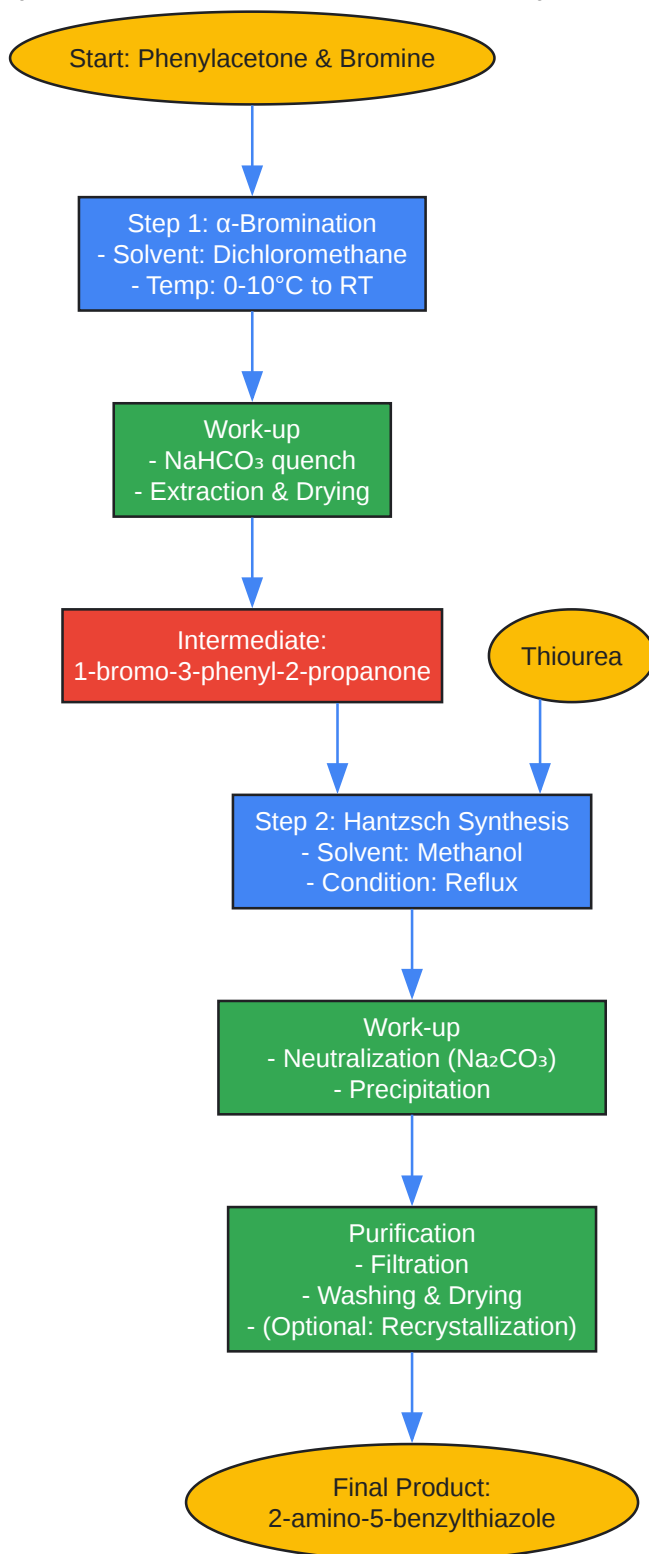 Start: Phenylacetone & Bromine
Step 1: α-Bromination
- Solvent: Dichloromethane
- Temp: 0-10°C to RT
Work-up
- NaHCO₃ quench
- Extraction & Drying
Intermediate:
1-bromo-3-phenyl-2-propanone
Thiourea
Step 2: Hantzsch Synthesis
- Solvent: Methanol
- Condition: Reflux
Work-up
- Neutralization (Na₂CO₃)
- Precipitation
Purification
- Filtration
- Washing & Drying
- (Optional: Recrystallization)
Final Product:
2-amino-5-benzylthiazole